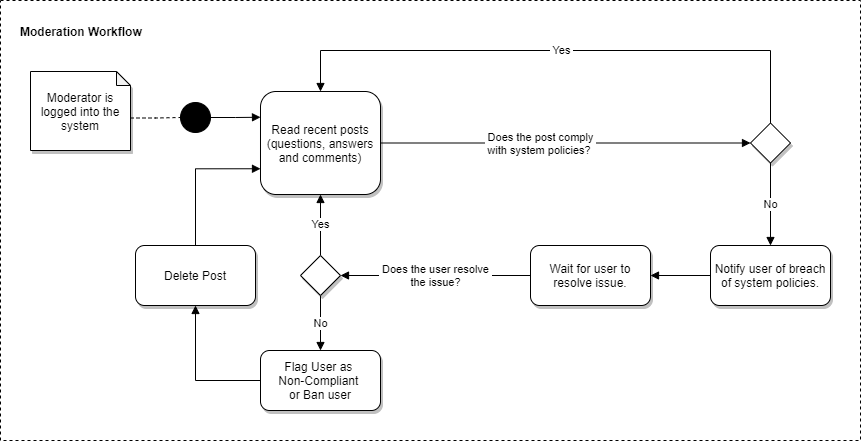 Moderation Workflow
Yes
Moderator is
logged into the
system
Read recent posts
(questions, answers
and comments)
Does the post comply
with system policies?
No
Yes
Delete Post
Does the user resolve
the issue?
Wait for user to
resolve issue.
Notify user of breach
of system policies.
No
Flag User as
Non-Compliant
or Ban user